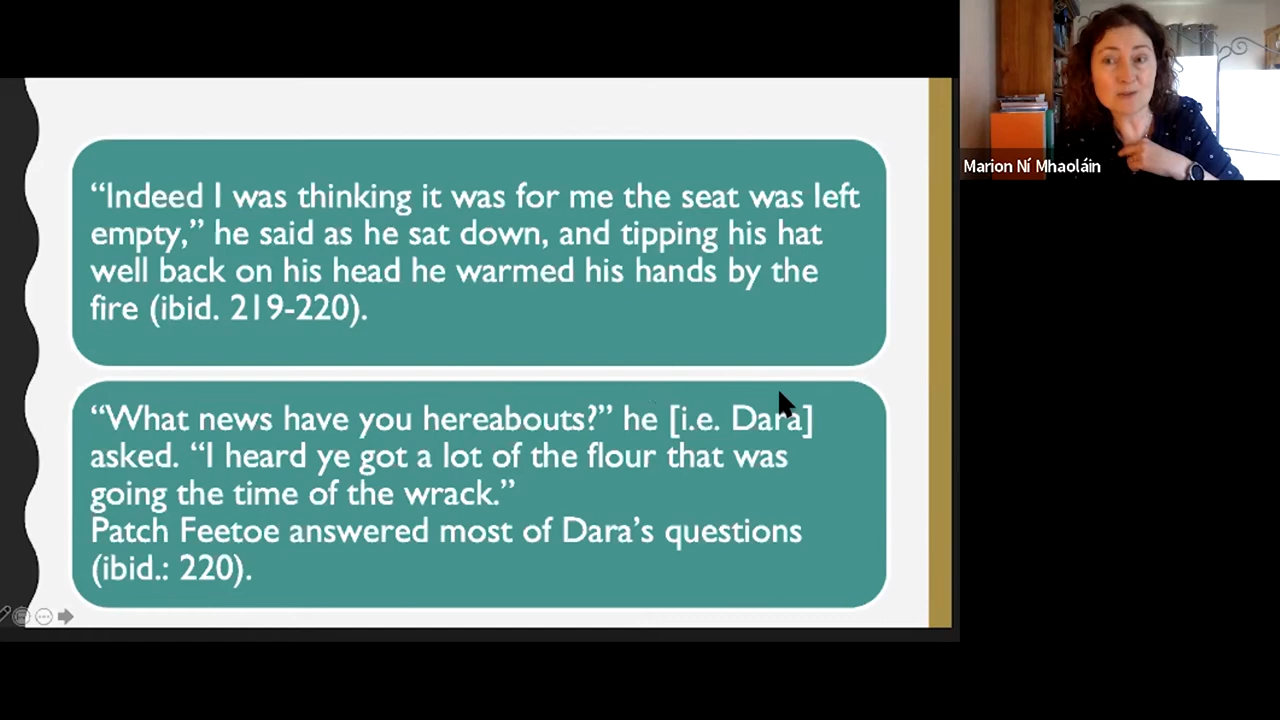 “Indeed I was thinking it was for me the seat was left
empty,” he said as he sat down, and tipping his hat
well back on his head he warmed his hands by the
fire (ibid. 219-220).
“What news have you hereabouts?” he [i.e. Dara]
asked. “I heard ye got a lot of the flour that was
going the time of the wrack.”
Patch Feetoe answered most of Dara’s questions
(ibid.: 220).
Marion Ní Mhaoláin